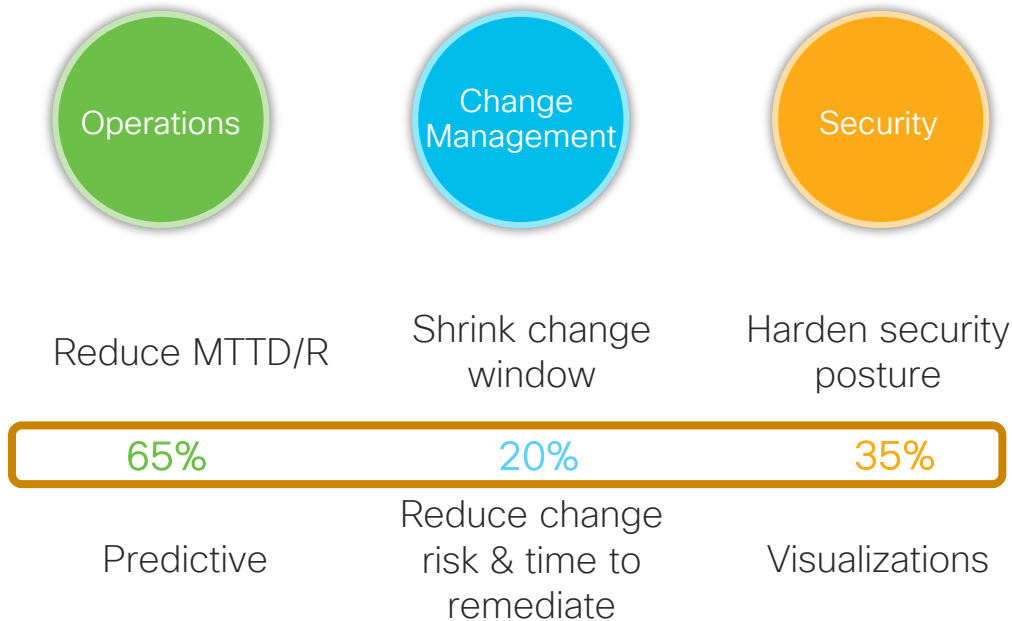 Operations
Change
Management
Security
Reduce MTTD/R
Shrink change
window
Harden security
posture
65%
20%
35%
Predictive
Reduce change
risk & time to
remediate
Visualizations